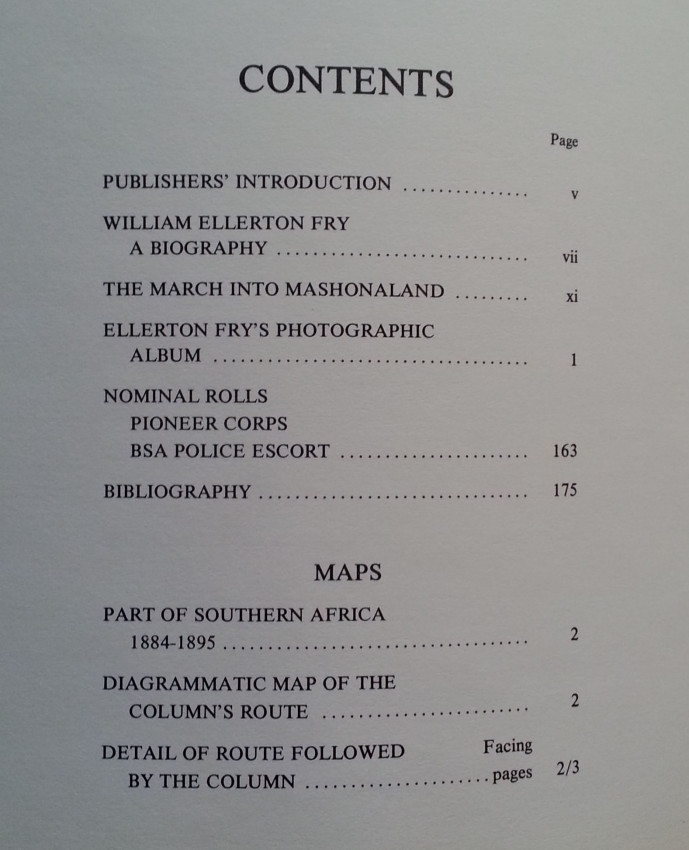 CONTENTS
Page
PUBLISHERS' INTRODUCTION ............... v
WILLIAM ELLERTON FRY
A BIOGRAPHY ............................. vii
THE MARCH INTO MASHONALAND ......... xi
ELLERTON FRY'S PHOTOGRAPHIC
ALBUM .................................... 1
NOMINAL ROLLS
PIONEER CORPS
BSA POLICE ESCORT ...................... 163
BIBLIOGRAPHY ............................... 175
MAPS
PART OF SOUTHERN AFRICA
1884-1895 ................................... 2
DIAGRAMMATIC MAP OF THE
COLUMN'S ROUTE ........................ 2
DETAIL OF ROUTE FOLLOWED Facing
BY THE COLUMN ..................... pages 2/3